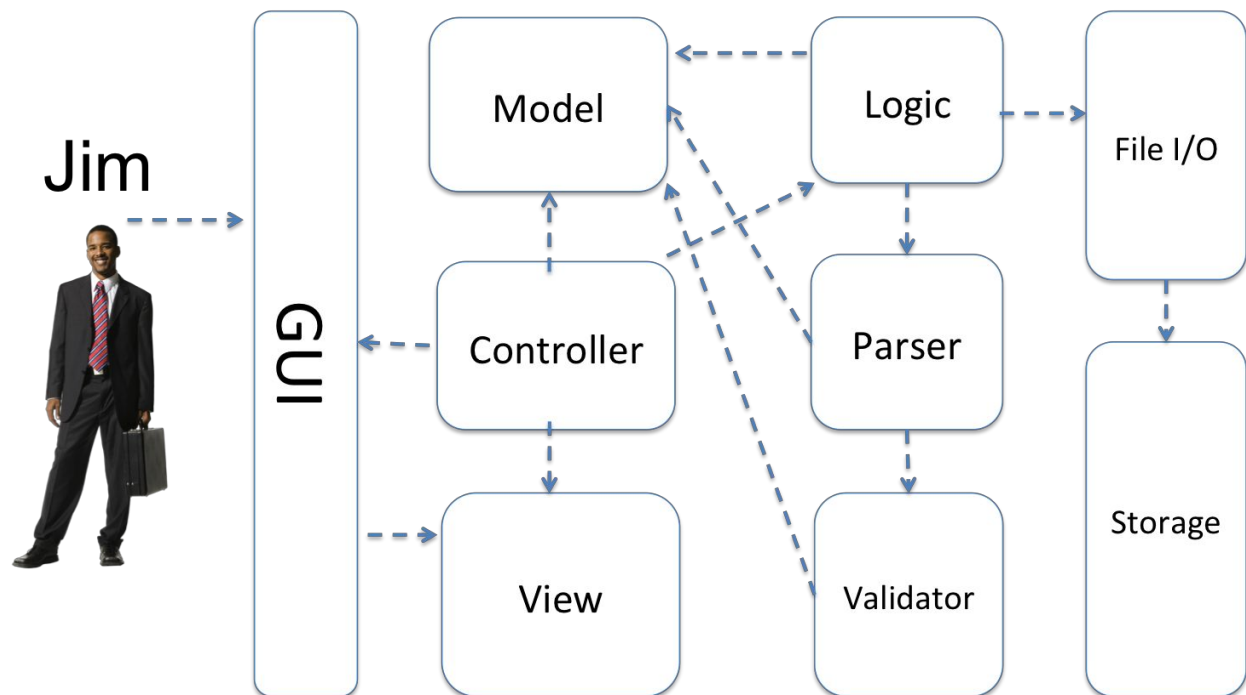 Jim
GUI
Model
Controller
View
Logic
Parser
Validator
File I/O
Storage